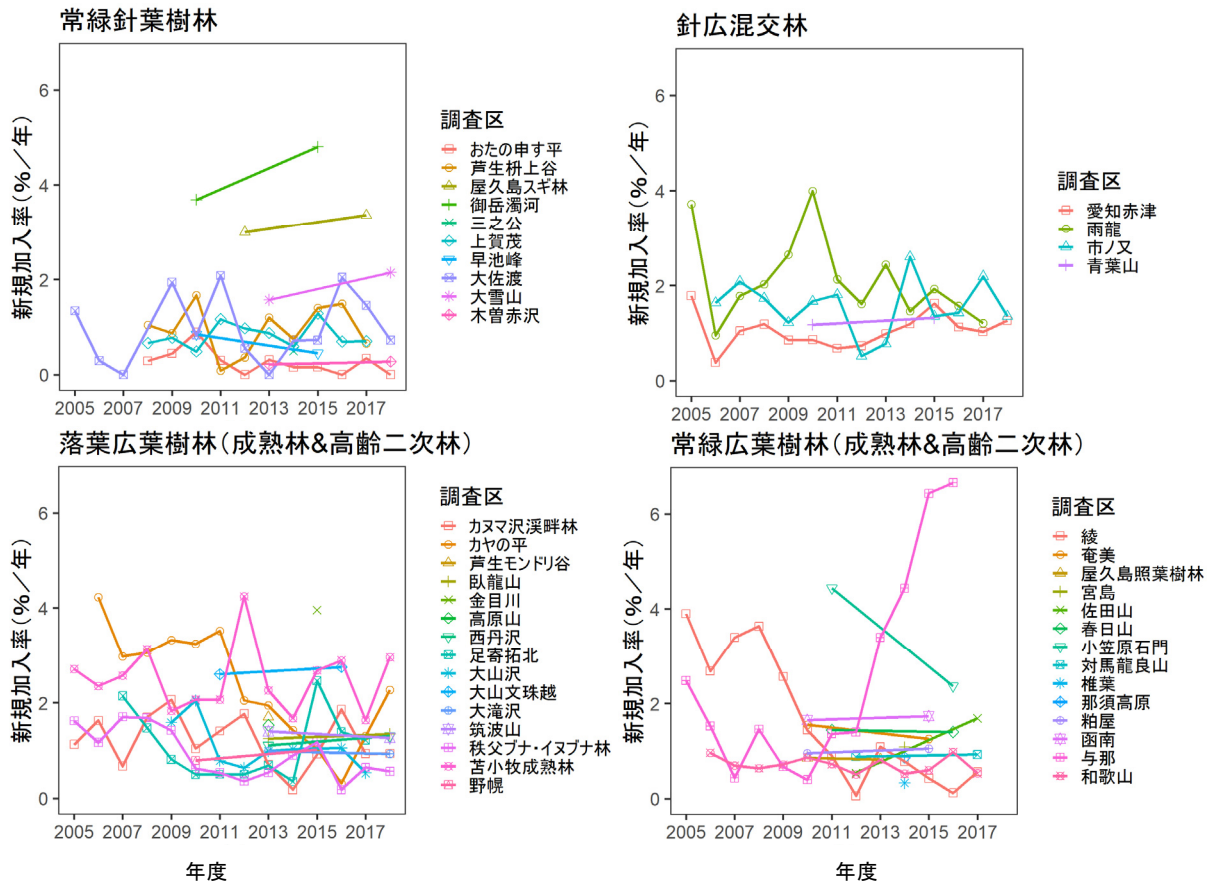 常緑針葉樹林
新規加入率(%/年)
6
4
2
0
2005 2007 2009 2011 2013 2015 2017
調査区
おたの申す平
芦生枡上谷
屋久島スギ林
御岳濁河
三之公
上賀茂
早池峰
大佐渡
大雪山
木曽赤沢
針広混交林
新規加入率(%/年)
6
4
2
0
2005 2007 2009 2011 2013 2015 2017
調査区
愛知赤津
雨龍
市ノ又
青葉山
落葉広葉樹林(成熟林&高齢二次林)
新規加入率(%/年)
6
4
2
0
2005 2007 2009 2011 2013 2015 2017
年度
調査区
カヌマ沢渓畔林
カヤの平
芦生モンドリ谷
臥龍山
金目川
高原山
西丹沢
足寄拓北
大山沢
大山文珠越
大滝沢
筑波山
秩父ブナ・イヌブナ林
苫小牧成熟林
野幌
常緑広葉樹林(成熟林&高齢二次林)
新規加入率(%/年)
6
4
2
0
2005 2007 2009 2011 2013 2015 2017
年度
調査区
綾
奄美
屋久島照葉樹林
宮島
佐田山
春日山
小笠原石門
対馬龍良山
椎葉
那須高原
粕屋
函南
与那
和歌山